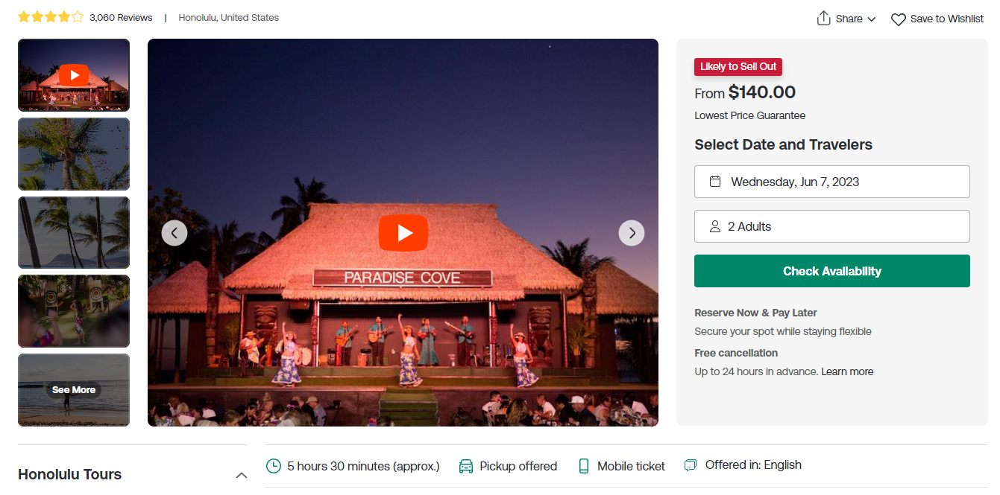 3,060 Reviews | Honolulu, United States
Share
Save to Wishlist
PARADISE COVE
See More
Likely to Sell Out
From $140.00
Lowest Price Guarantee
Select Date and Travelers
Wednesday, Jun 7, 2023
2 Adults
Check Availability
Reserve Now & Pay Later
Secure your spot while staying flexible
Free cancellation
Up to 24 hours in advance. Learn more
Honolulu Tours
5 hours 30 minutes (approx.)
Pickup offered
Mobile ticket
Offered in: English